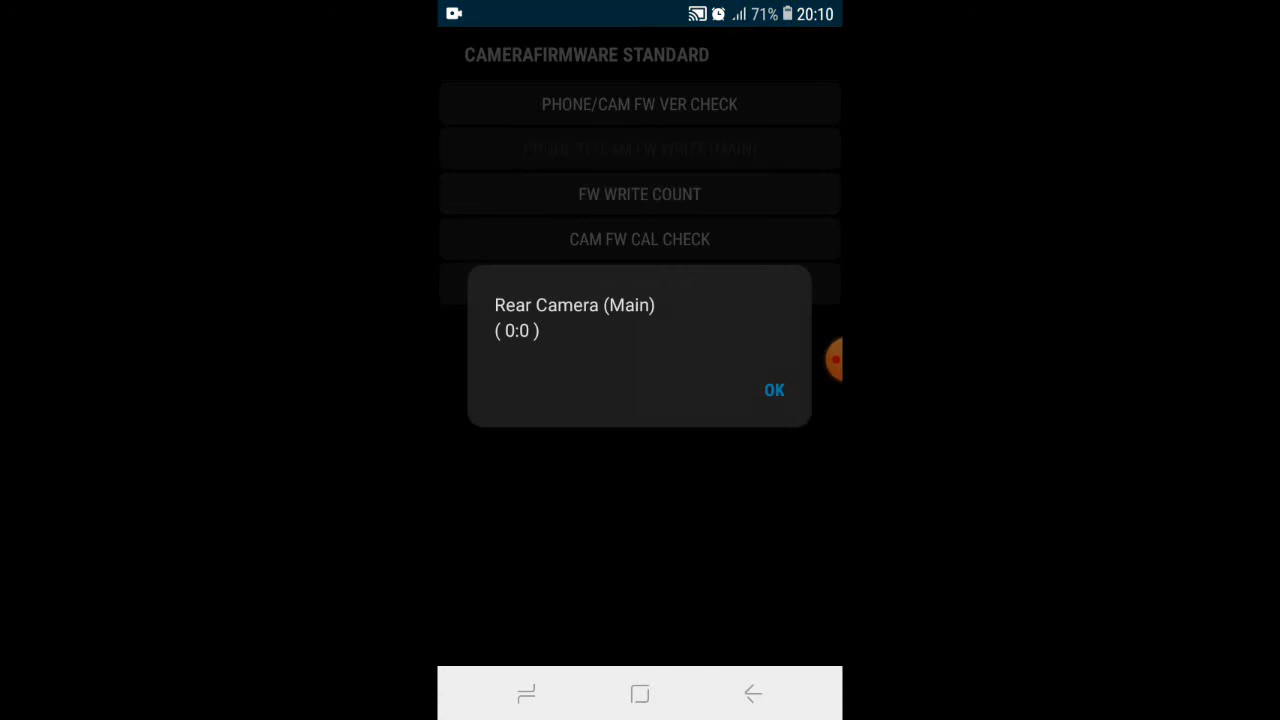 71% 20:10
CAMERAFIRMWARE STANDARD
PHONE/CAM FW VER CHECK
FW WRITE COUNT
CAM FW CAL CHECK
Rear Camera (Main)
( 0:0 )
OK